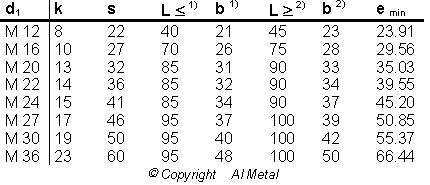 d1 k s L ≤ 1) b 1) L ≥ 2) b 2) e min
M 12 8 22 40 21 45 23 23.91
M 16 10 27 70 26 75 28 29.56
M 20 13 32 85 31 90 33 35.03
M 22 14 36 85 32 90 34 39.55
M 24 15 41 85 34 90 37 45.20
M 27 17 46 95 37 100 39 50.85
M 30 19 50 95 40 100 42 55.37
M 36 23 60 95 48 100 50 66.44
© Copyright Al Metal